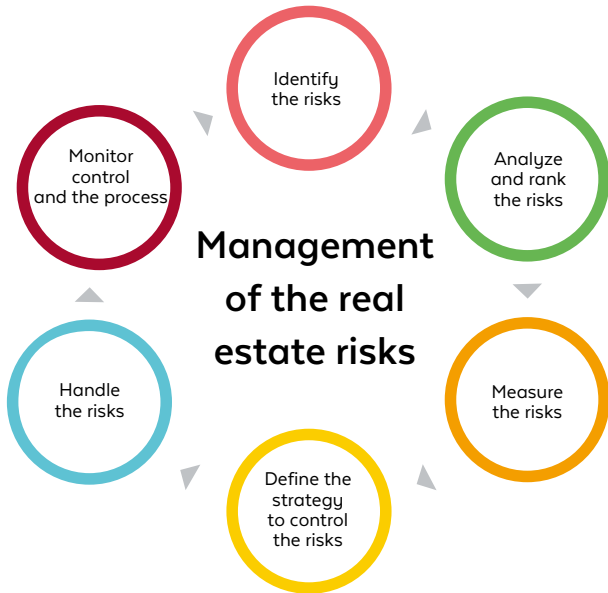 Management
of the real
estate risks
Identify
the risks
Analyze
and rank
the risks
Measure
the risks
Define the
strategy
to control
the risks
Handle
the risks
Monitor
control
and the process